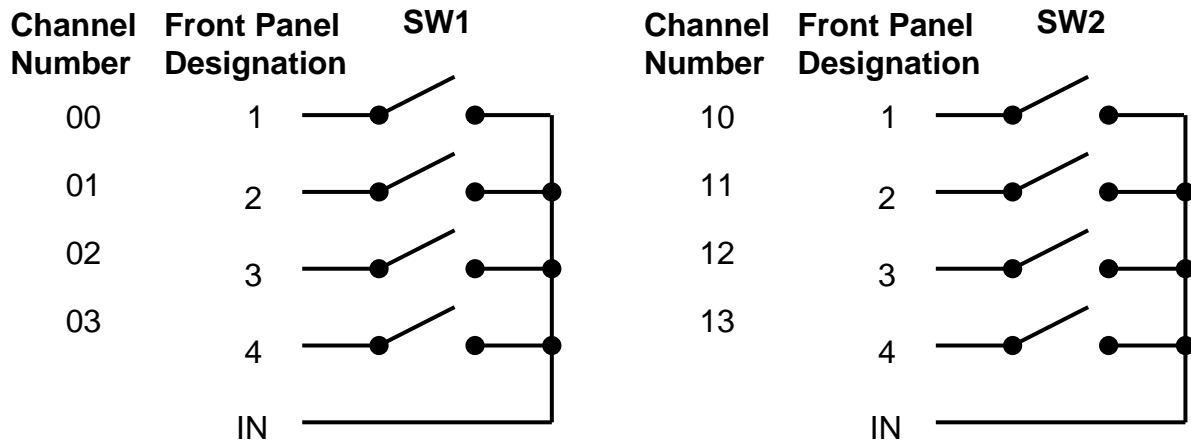 Channel Number Front Panel Designation SW1
00 1
01 2
02 3
03 4
IN
Channel Number Front Panel Designation SW2
10 1
11 2
12 3
13 4
IN